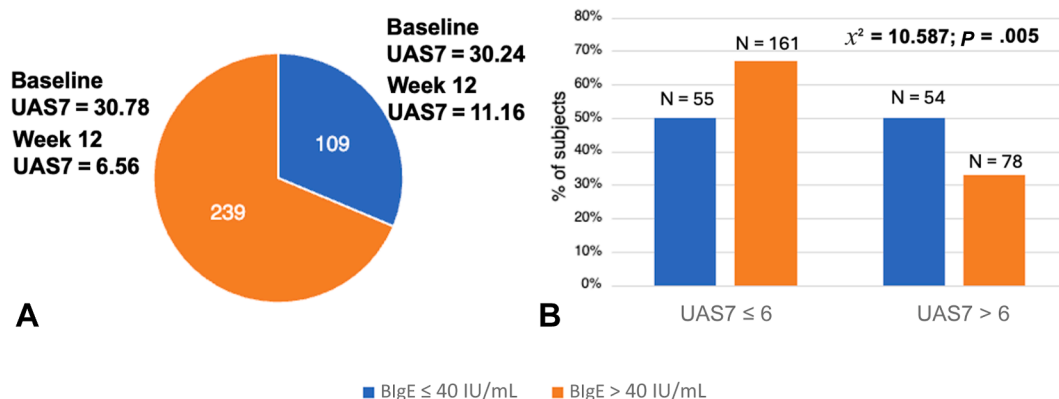 Baseline
UAS7 = 30.78
Week 12
UAS7 = 6.56
Baseline
UAS7 = 30.24
Week 12
UAS7 = 11.16
109
239
A
80%
70%
60%
50%
40%
30%
20%
10%
0%
% of subjects
x² = 10.587; P = .005
N = 55
N = 161
N = 54
N = 78
UAS7 ≤ 6
UAS7 > 6
B
BIgE ≤ 40 IU/mL
BIgE > 40 IU/mL